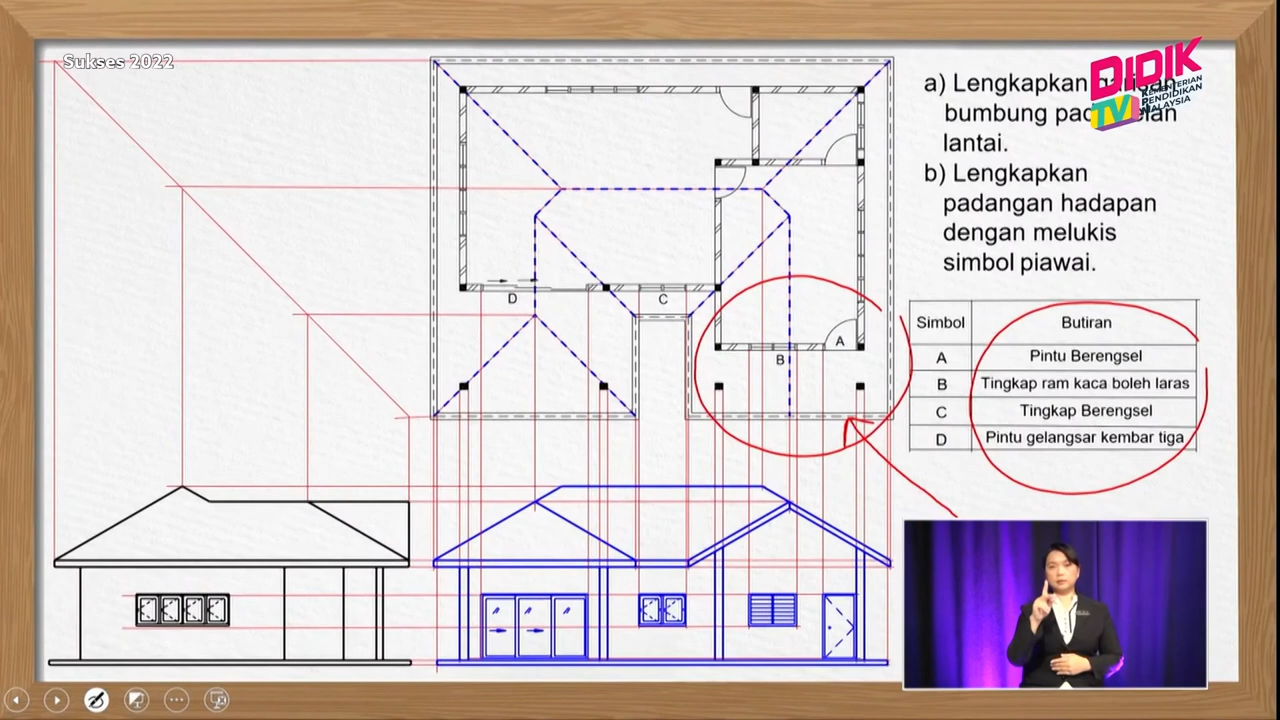 Sukses 2022
DIDIK
TV
KEMENTERIAN
PENDIDIKAN
MALAYSIA
a) Lengkapkan
bumbung
lantai.
b) Lengkapkan
padangan hadapan
dengan melukis
simbol piawai.
D
C
B
A
Simbol Butiran
A Pintu Berengsel
B Tingkap ram kaca boleh laras
C Tingkap Berengsel
D Pintu gelangsar kembar tiga